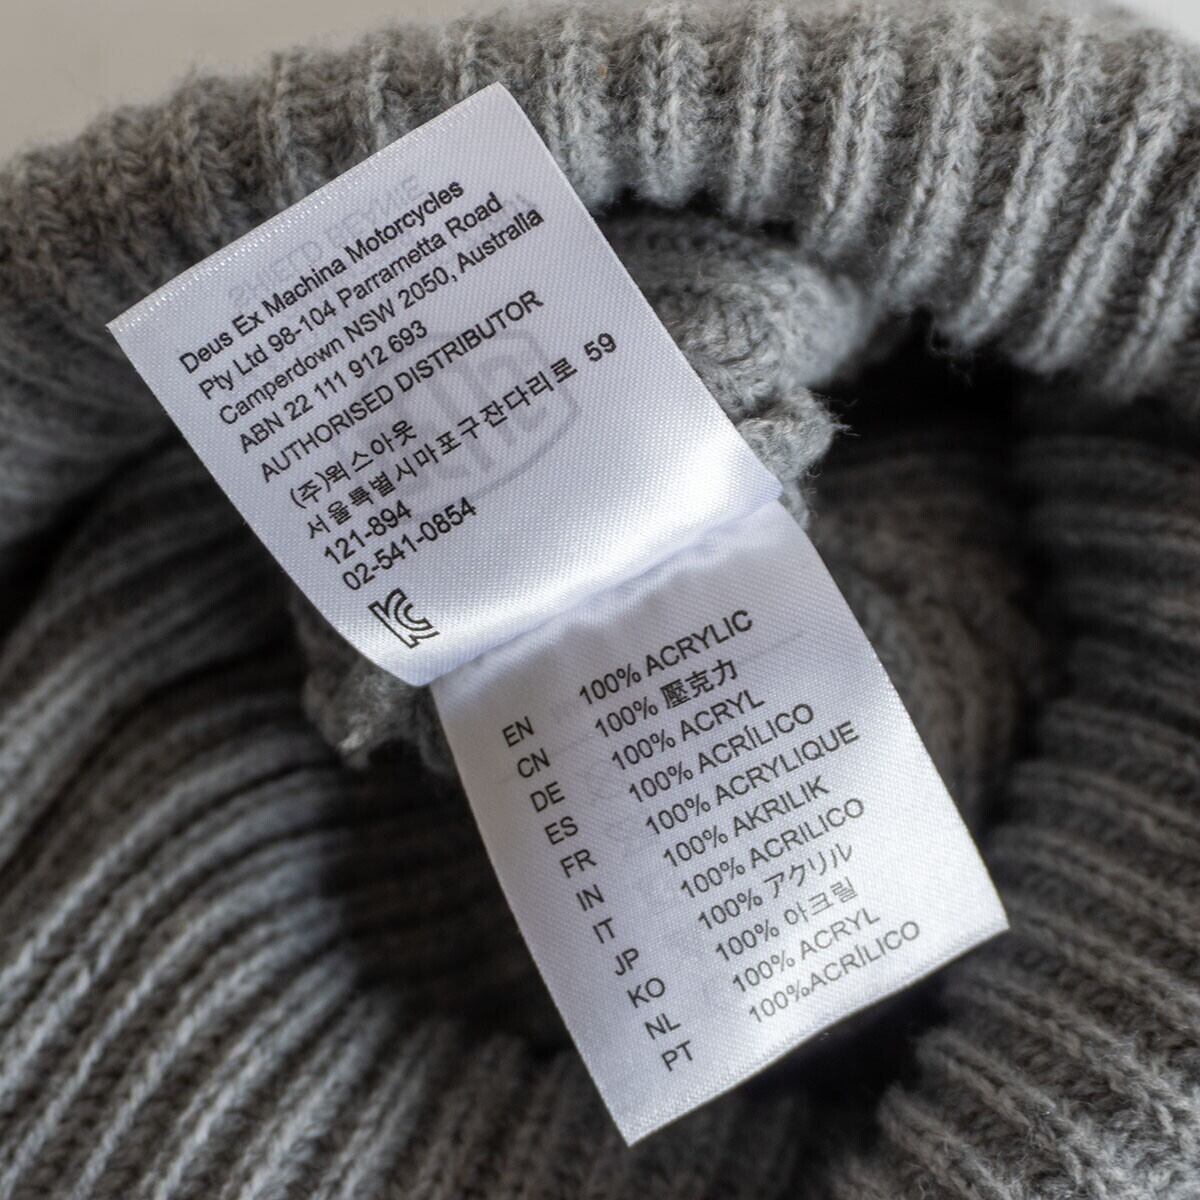 Deus Ex Machina Motorcycles
Pty Ltd 98-104 Parrametta Road
Camperdown NSW 2050, Australia
ABN 22 111 912 693
AUTHORISED DISTRIBUTOR
(주)웍스아웃
서울특별시마포구잔다리로 59
121-894
02-541-0854
EN 100% ACRYLIC
CN 100% 壓克力
DE 100% ACRYL
ES 100% ACRÍLICO
FR 100% ACRYLIQUE
IN 100% AKRILIK
IT 100% ACRILICO
JP 100% アクリル
KO 100% 아크릴
NL 100% ACRYL
PT 100%ACRÍLICO